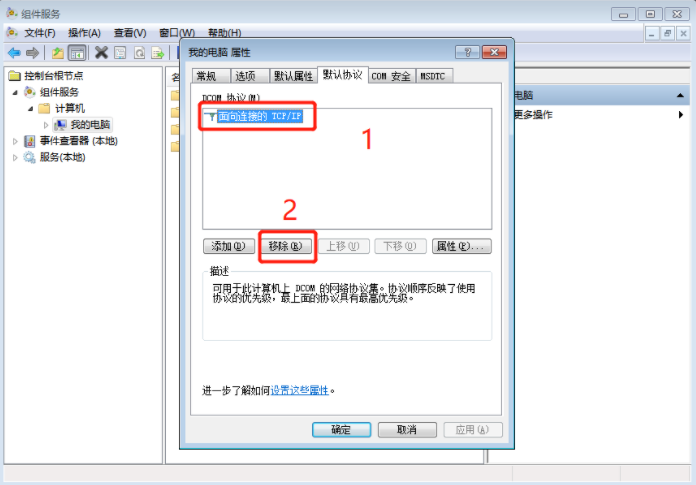 组件服务
文件(F) 操作(A) 查看(V) 窗口(W) 帮助(H)
我的电脑 属性
常规 选项 默认属性 默认协议 COM 安全 MSDTC
控制台根节点
组件服务
计算机
我的电脑
事件查看器 (本地)
服务(本地)
名
DCOM 协议(M)
面向连接的 TCP/IP
1
2
添加(D) 移除(R) 上移(U) 下移(O) 属性(P)...
描述
可用于此计算机上 DCOM 的网络协议集。协议顺序反映了使用
协议的优先级，最上面的协议具有最高优先级。
进一步了解如何设置这些属性。
确定 取消 应用(A)
电脑
更多操作